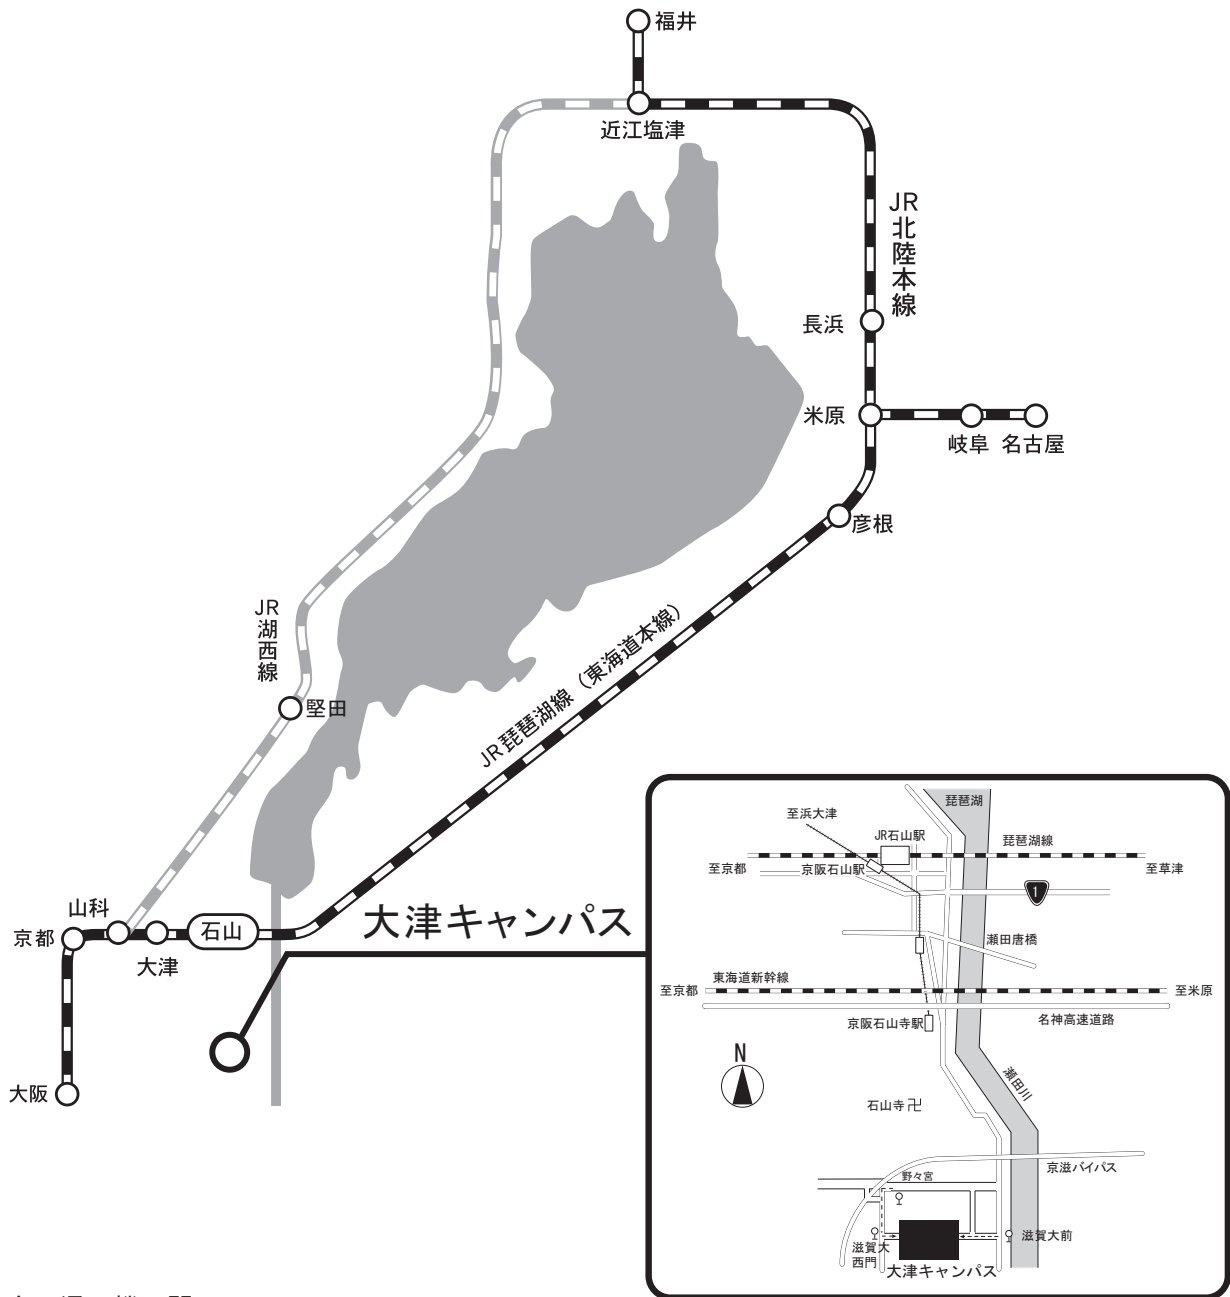 福井
近江塩津
JR北陸本線
長浜
米原
岐阜
名古屋
彦根
JR琵琶湖線（東海道本線）
JR湖西線
堅田
山科
京都
石山
大津
大阪
大津キャンパス
琵琶湖
至浜大津
JR石山駅
琵琶湖線
至京都
京阪石山駅
至草津
1
瀬田唐橋
東海道新幹線
至京都
至米原
京阪石山寺駅
名神高速道路
N
瀬田川
石山寺卍
京滋バイパス
野々宮
滋賀大
西門
滋賀大前
大津キャンパス